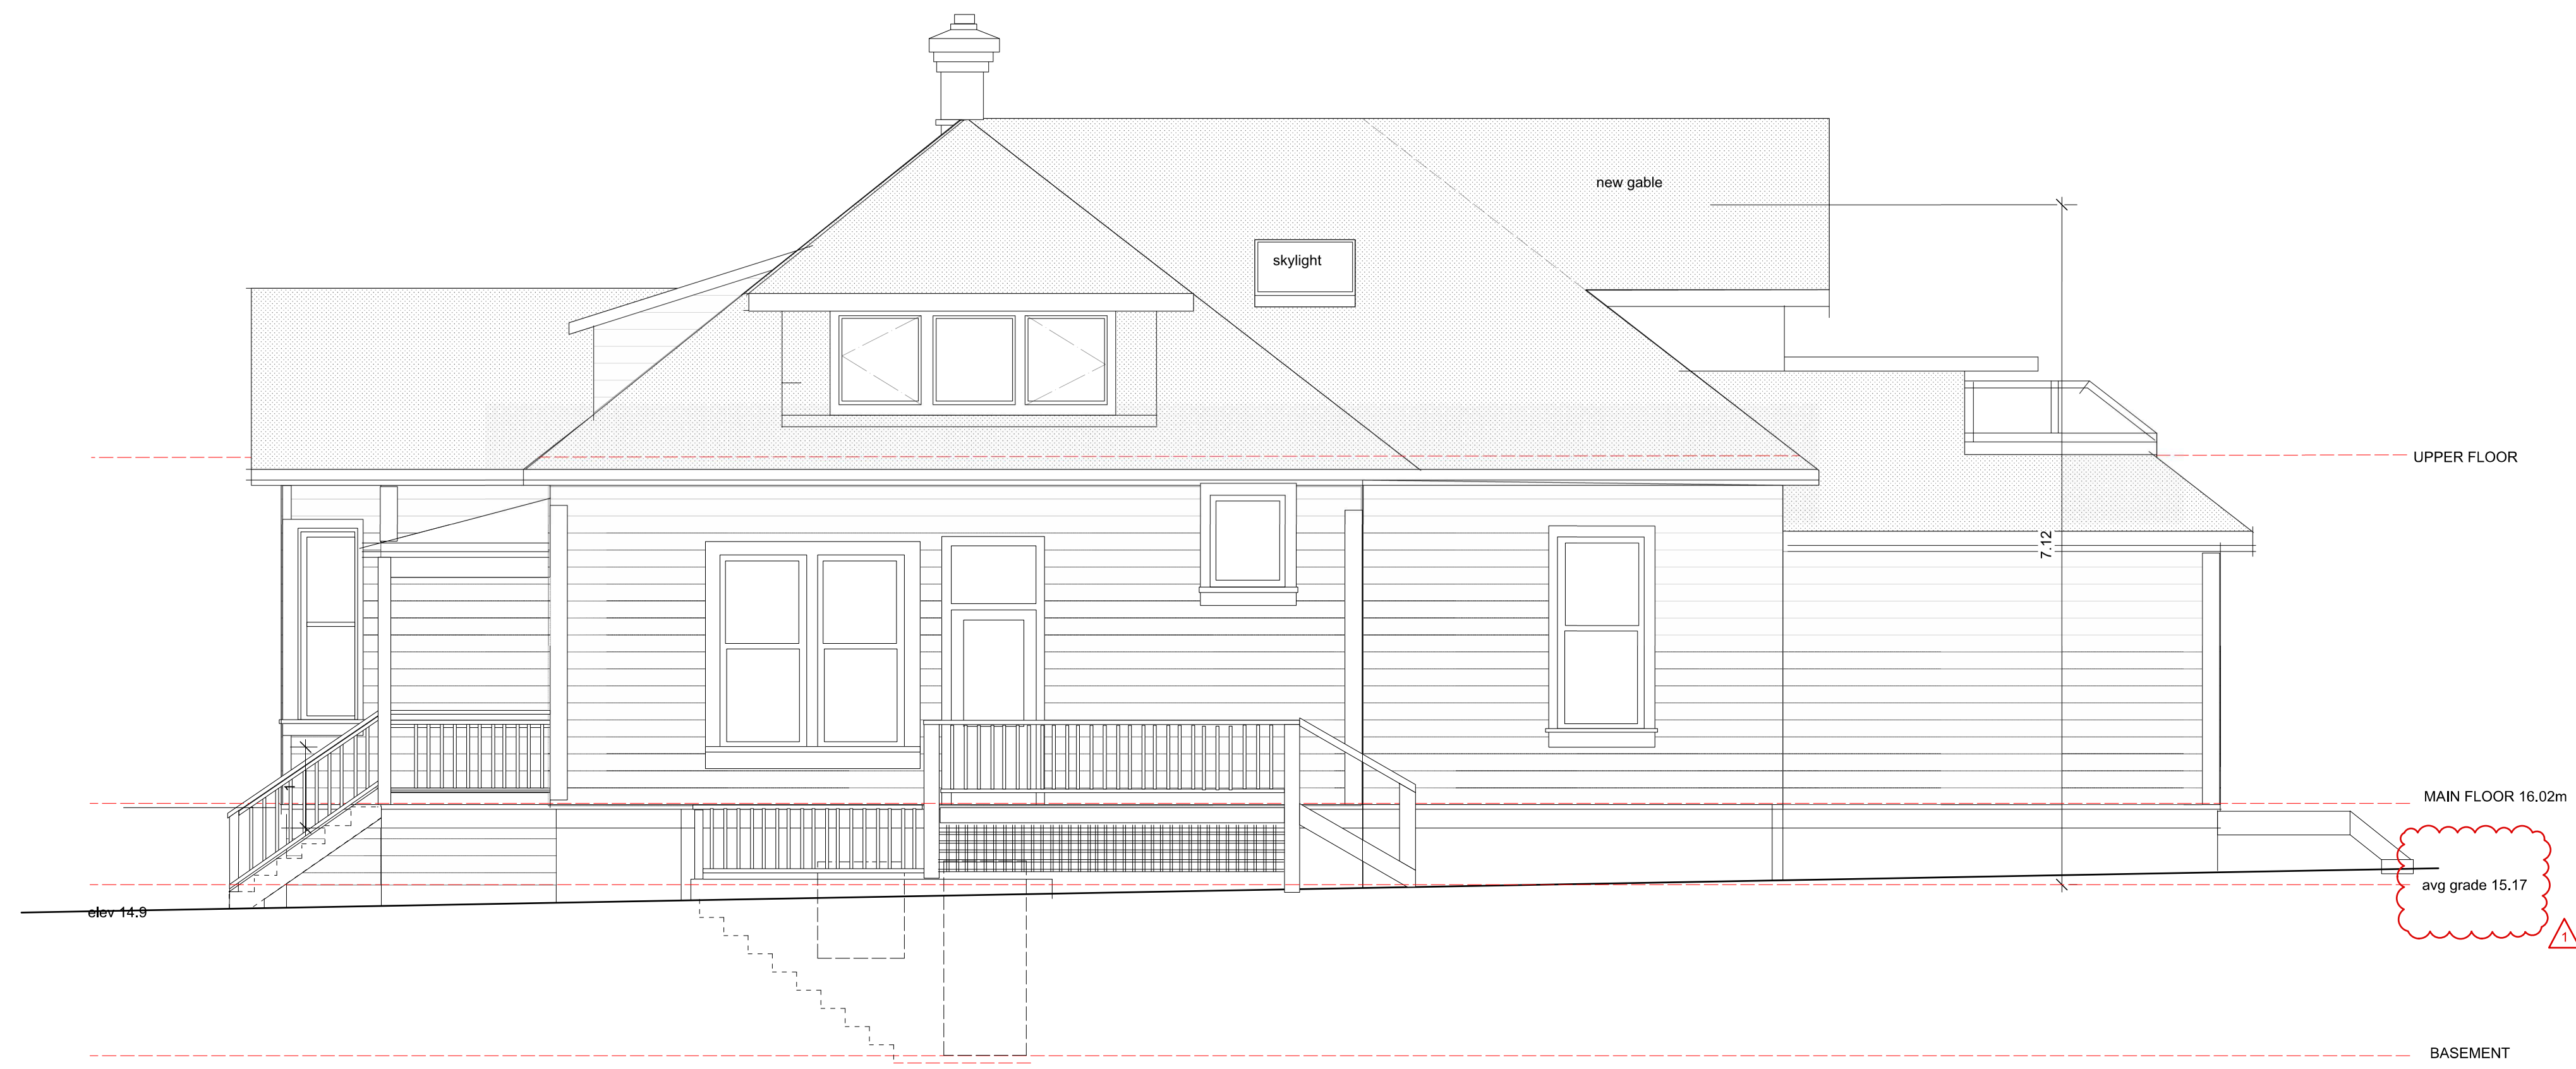 new gable
skylight
UPPER FLOOR
7.12
MAIN FLOOR 16.02m
1
avg grade 15.17
elev 14.9
1
BASEMENT